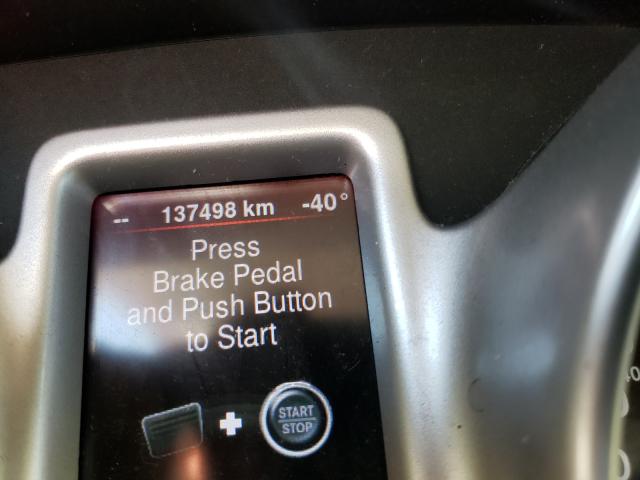 -- 137498 km -40°
Press
Brake Pedal
and Push Button
to Start
+ START
STOP